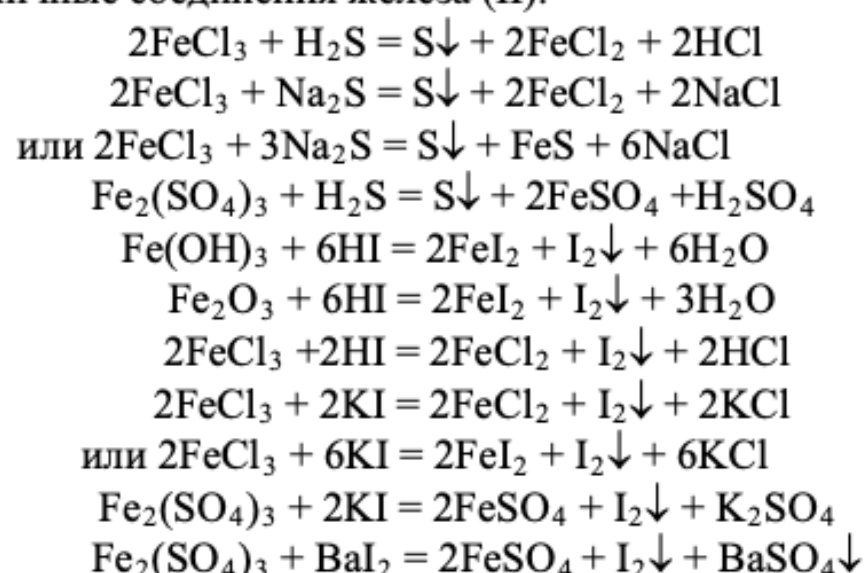 соединения железа (II):
2FeCl₃ + H₂S = S↓ + 2FeCl₂ + 2HCl
2FeCl₃ + Na₂S = S↓ + 2FeCl₂ + 2NaCl
или 2FeCl₃ + 3Na₂S = S↓ + FeS + 6NaCl
Fe₂(SO₄)₃ + H₂S = S↓ + 2FeSO₄ +H₂SO₄
Fe(OH)₃ + 6HI = 2FeI₂ + I₂↓ + 6H₂O
Fe₂O₃ + 6HI = 2FeI₂ + I₂↓ + 3H₂O
2FeCl₃ +2HI = 2FeCl₂ + I₂↓ + 2HCl
2FeCl₃ + 2KI = 2FeCl₂ + I₂↓ + 2KCl
или 2FeCl₃ + 6KI = 2FeI₂ + I₂↓ + 6KCl
Fe₂(SO₄)₃ + 2KI = 2FeSO₄ + I₂↓ + K₂SO₄
Fe₂(SO₄)₃ + BaI₂ = 2FeSO₄ + I₂↓ + BaSO₄↓